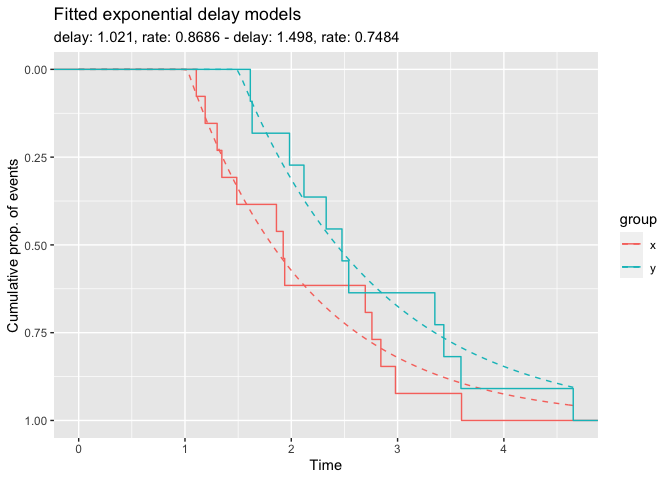 Fitted exponential delay models
delay: 1.021, rate: 0.8686 - delay: 1.498, rate: 0.7484
Cumulative prop. of events
0.00
0.25
0.50
0.75
1.00
0
1
2
3
4
Time
group
x
y